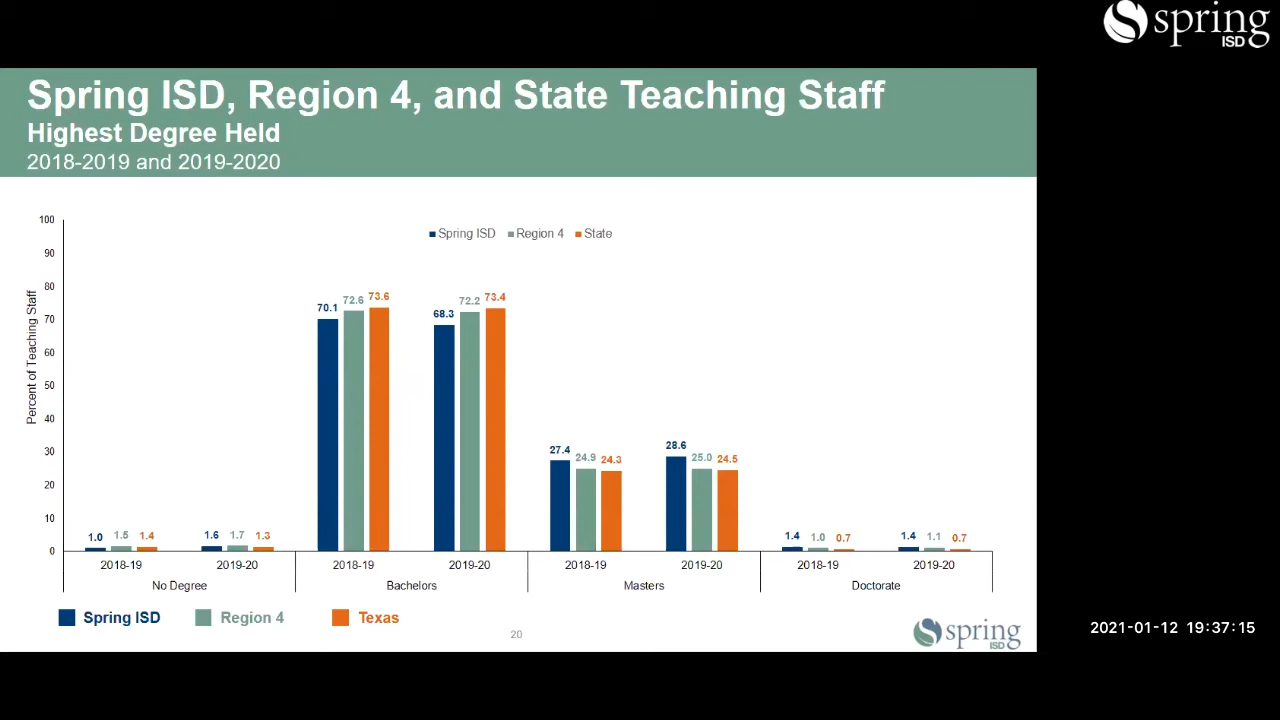 spring
ISD
Spring ISD, Region 4, and State Teaching Staff
Highest Degree Held
2018-2019 and 2019-2020
Spring ISD Region 4 State
Percent of Teaching Staff
100
90
80
70
60
50
40
30
20
10
0
1.0 1.5 1.4 1.6 1.7 1.3
70.1 72.6 73.6 68.3 72.2 73.4
27.4 24.9 24.3 28.6 25.0 24.5
1.4 1.0 0.7 1.4 1.1 0.7
2018-19 2019-20 2018-19 2019-20 2018-19 2019-20 2018-19 2019-20
No Degree Bachelors Masters Doctorate
Spring ISD Region 4 Texas
20
spring
ISD
2021-01-12 19:37:15